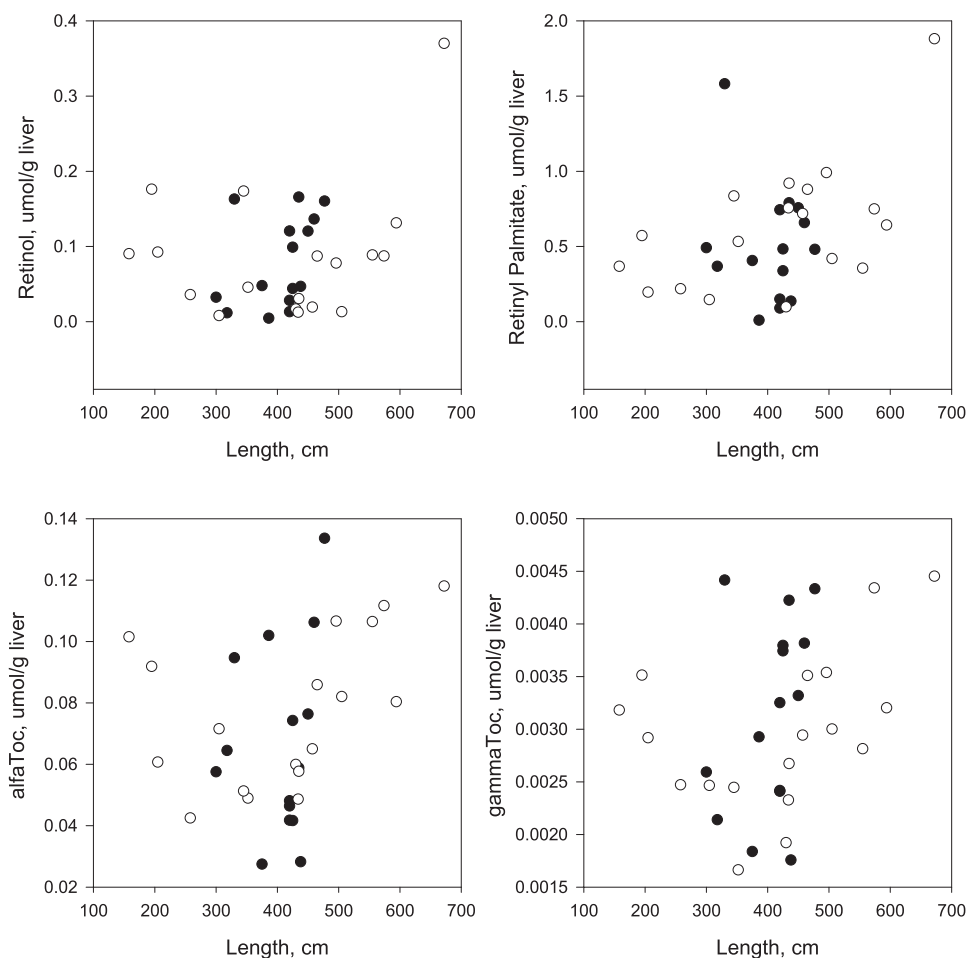 Retinol, umol/g liver
0.4
0.3
0.2
0.1
0.0
100 200 300 400 500 600 700
Length, cm
Retinyl Palmitate, umol/g liver
2.0
1.5
1.0
0.5
0.0
100 200 300 400 500 600 700
Length, cm
alfaToc, umol/g liver
0.14
0.12
0.10
0.08
0.06
0.04
0.02
100 200 300 400 500 600 700
Length, cm
gammaToc, umol/g liver
0.0050
0.0045
0.0040
0.0035
0.0030
0.0025
0.0020
0.0015
100 200 300 400 500 600 700
Length, cm